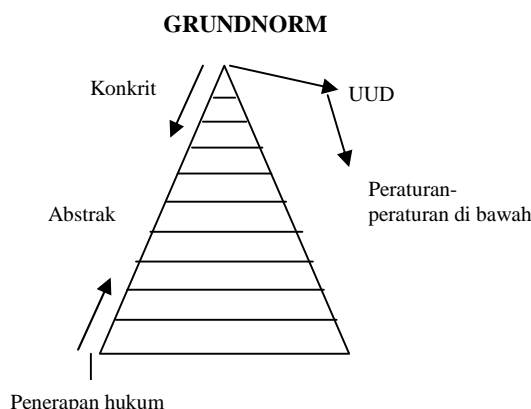 GRUNDNORM
Konkrit
UUD
Abstrak
Peraturan-
peraturan di bawah
Penerapan hukum